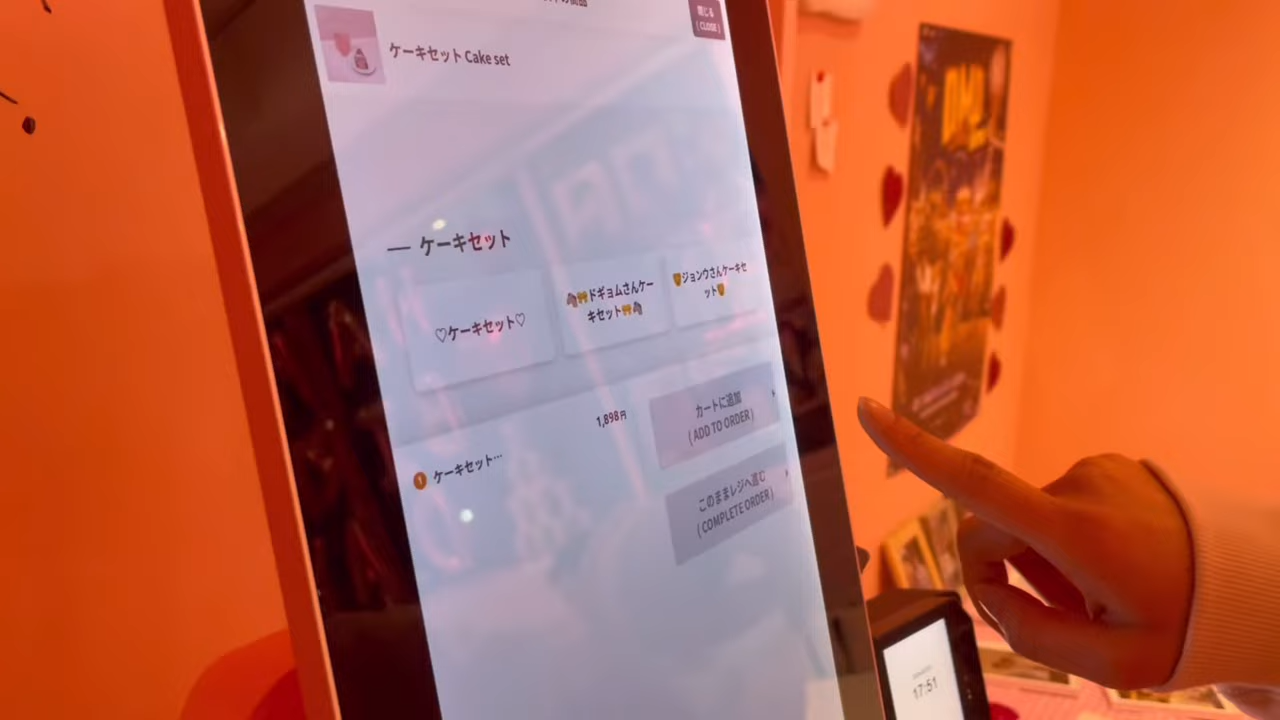 閉じる
( CLOSE )
ケーキセット Cake set
ケーキセット
♡ケーキセット♡
ドギョムさんケー
キセット
ジョンウさんケーキセ
ット
1,898円
カートに追加
( ADD TO ORDER )
1 ケーキセット…
このままレジへ進む
( COMPLETE ORDER )
17:51